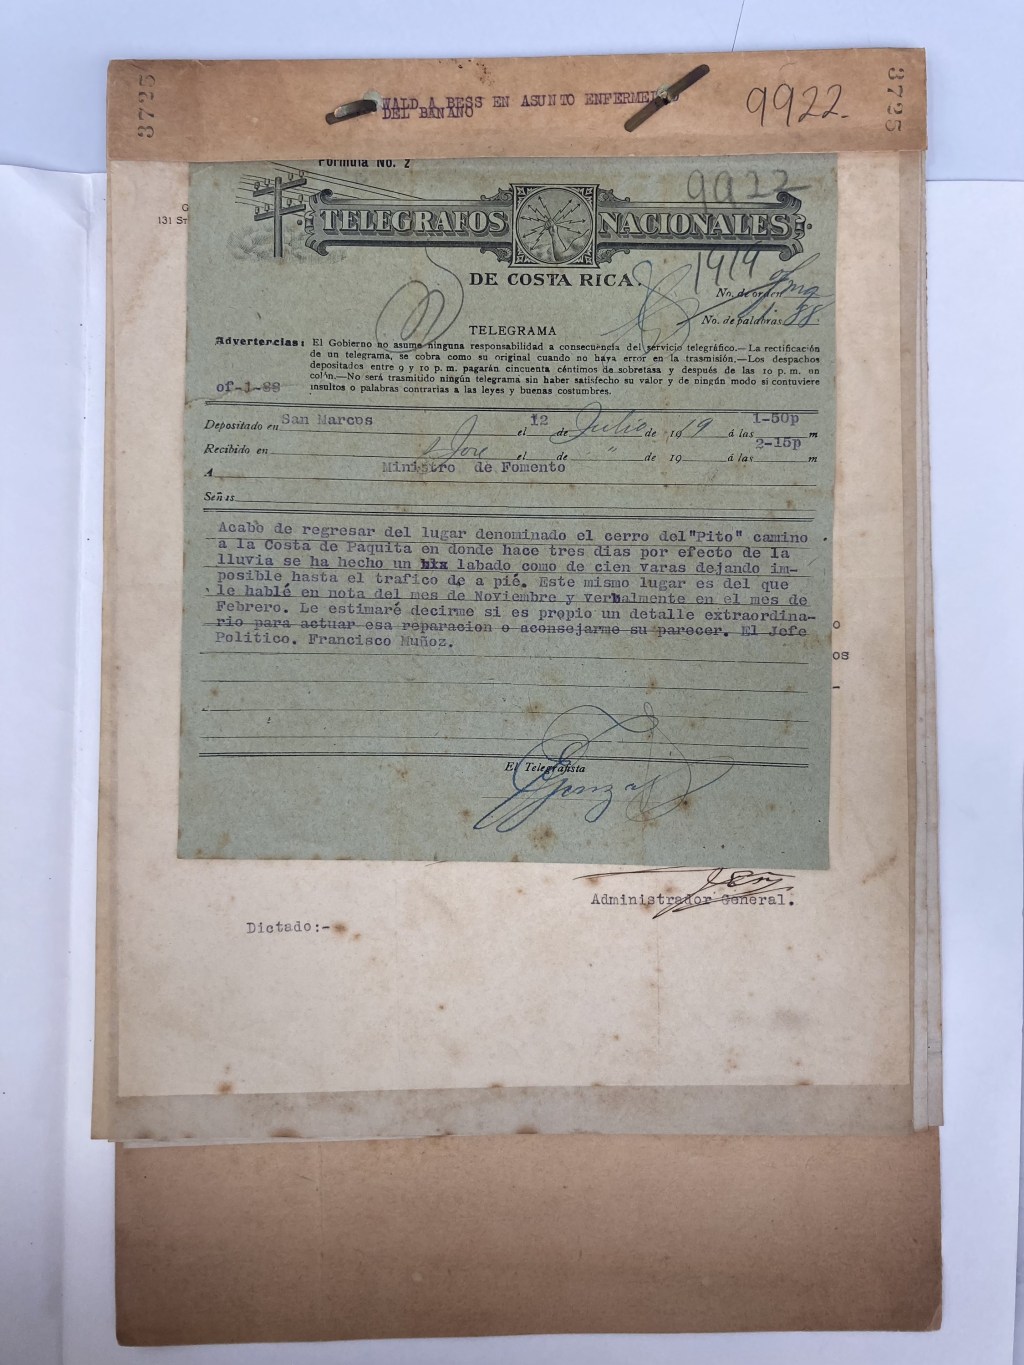 3725
WALD A BESS EN ASUNTO ENFERMEDAD
DEL BANANO
9922.
3725
Formula No. 2
9922
G
131 St
TELEGRAFOS NACIONALES
DE COSTA RICA.
1919
No. de orden
No. de palabras 88.
TELEGRAMA
Advertencias: El Gobierno no asume ninguna responsabilidad a consecuencia del servicio telegráfico.—La rectificación
de un telegrama, se cobra como su original cuando no haya error en la trasmisión.—Los despachos
depositados entre 9 y 10 p. m. pagarán cincuenta céntimos de sobretasa y después de las 10 p. m. un
colón.—No será trasmitido ningún telegrama sin haber satisfecho su valor y de ningún modo si contuviere
insultos o palabras contrarias a las leyes y buenas costumbres.
of-1-88
Depositado en San Marcos el 12 de Julio de 1919 á las 1-50p m
Recibido en S José el de " de 19 á las 2-15p m
A Ministro de Fomento
Señas
Acabo de regresar del lugar denominado el cerro del "Pito" camino
a la Costa de Paquita en donde hace tres dias por efecto de la
lluvia se ha hecho un labado como de cien varas dejando im-
posible hasta el trafico de a pié. Este mismo lugar es del que
le hablé en nota del mes de Noviembre y verbalmente en el mes de
Febrero. Le estimaré decirme si es propio un detalle extraordina-
rio para actuar esa reparacion o aconsejarme su parecer. El Jefe
Politico. Francisco Muñoz.
o
os
El Telegrafista
Administrador General.
Dictado:-